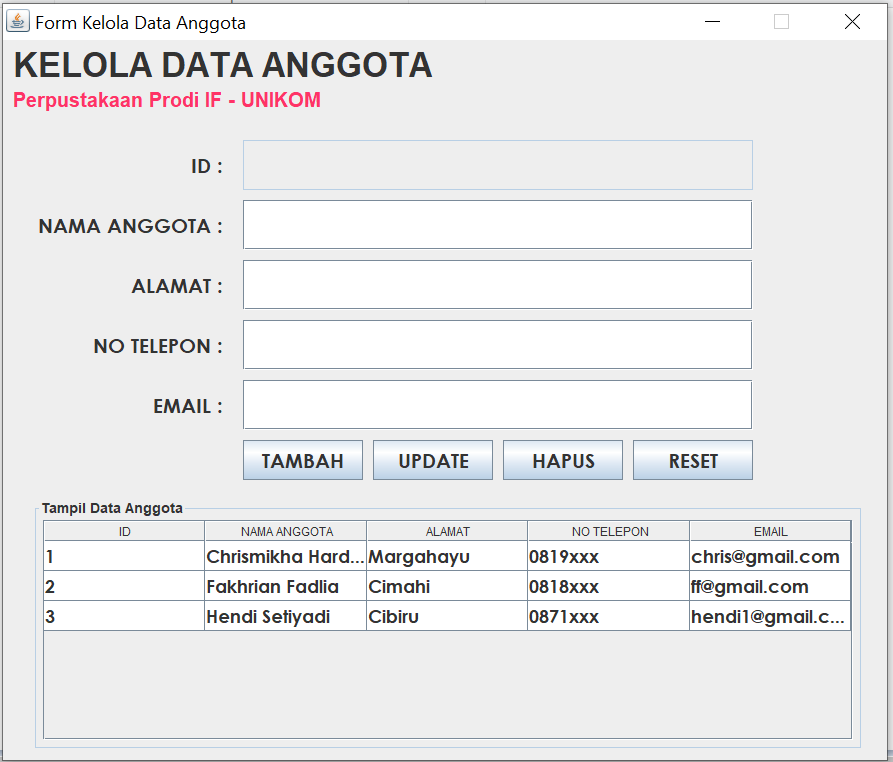 Form Kelola Data Anggota
KELOLA DATA ANGGOTA
Perpustakaan Prodi IF - UNIKOM
ID :
NAMA ANGGOTA :
ALAMAT :
NO TELEPON :
EMAIL :
TAMBAH UPDATE HAPUS RESET
Tampil Data Anggota
ID NAMA ANGGOTA ALAMAT NO TELEPON EMAIL
1 Chrismikha Hard... Margahayu 0819xxx chris@gmail.com
2 Fakhrian Fadlia Cimahi 0818xxx ff@gmail.com
3 Hendi Setiyadi Cibiru 0871xxx hendi1@gmail.c...